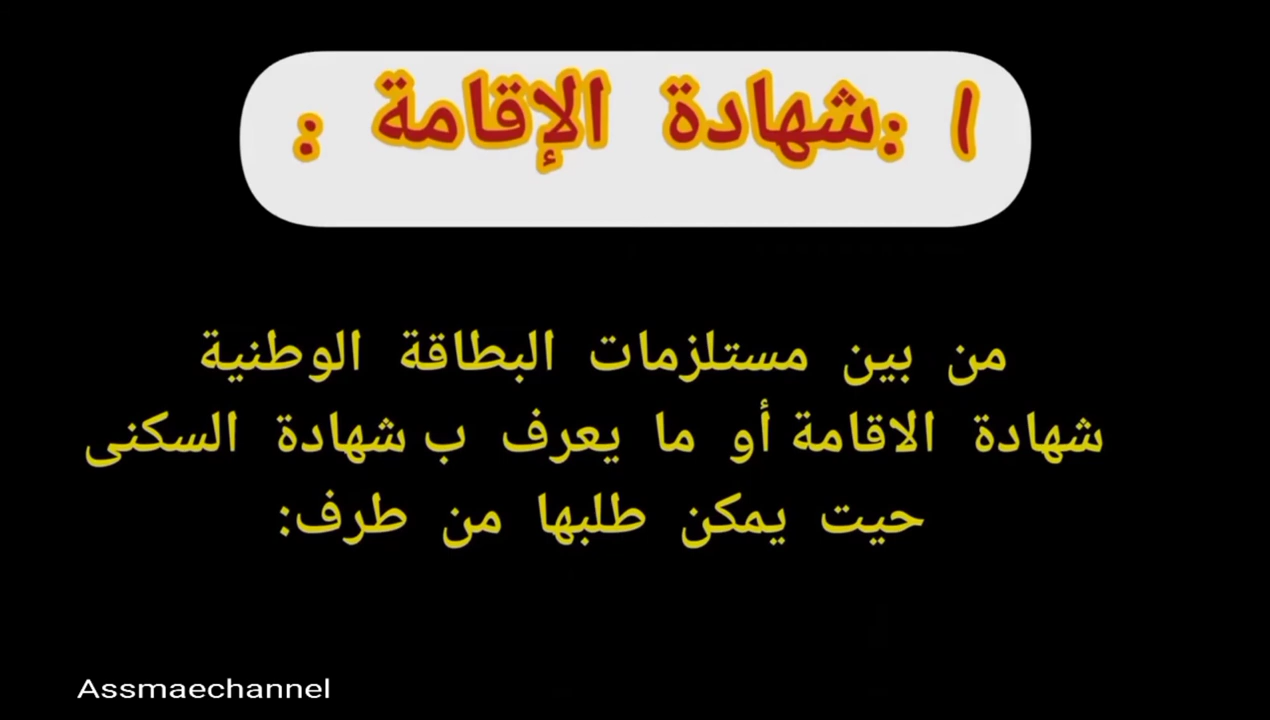 ١ :شهادة الإقامة :
من بين مستلزمات البطاقة الوطنية
شهادة الاقامة أو ما يعرف ب شهادة السكنى
حيت يمكن طلبها من طرف:
Assmaechannel